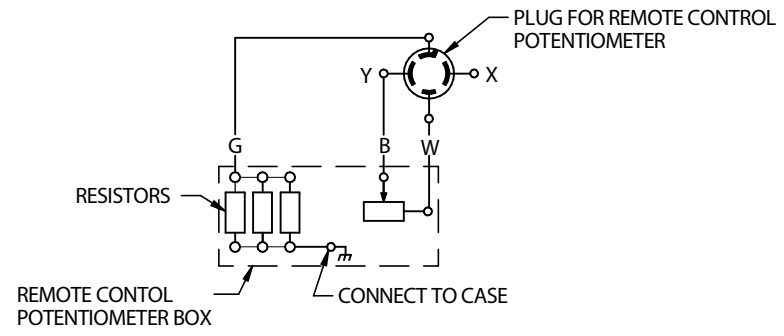 PLUG FOR REMOTE CONTROL
POTENTIOMETER
Y
X
G
B
W
RESISTORS
REMOTE CONTOL
POTENTIOMETER BOX
CONNECT TO CASE